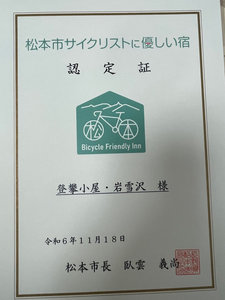 松本市サイクリストに優しい宿
認定証
松本
Bicycle Friendly Inn
登攀小屋・岩雪沢 様
令和6年11月18日
松本市長 臥雲 義尚